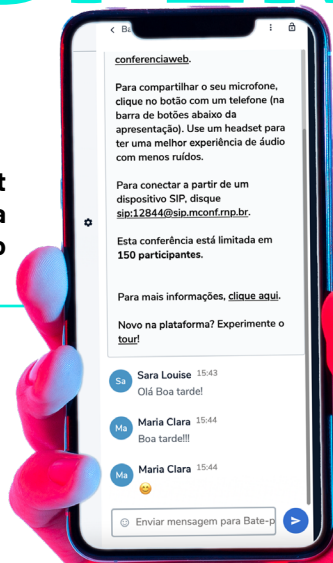 Ba
conferenciaweb.
Para compartilhar o seu microfone,
clique no botão com um telefone (na
barra de botões abaixo da
apresentação). Use um headset para
ter uma melhor experiência de áudio
com menos ruídos.
Para conectar a partir de um
dispositivo SIP, disque
sip:12844@sip.mconf.rnp.br.
Esta conferência está limitada em
150 participantes.
Para mais informações, clique aqui.
Novo na plataforma? Experimente o
tour!
t
a
o
Sa Sara Louise 15:43
Olá Boa tarde!
Ma Maria Clara 15:44
Boa tarde!!!
Ma Maria Clara 15:44
Enviar mensagem para Bate-p